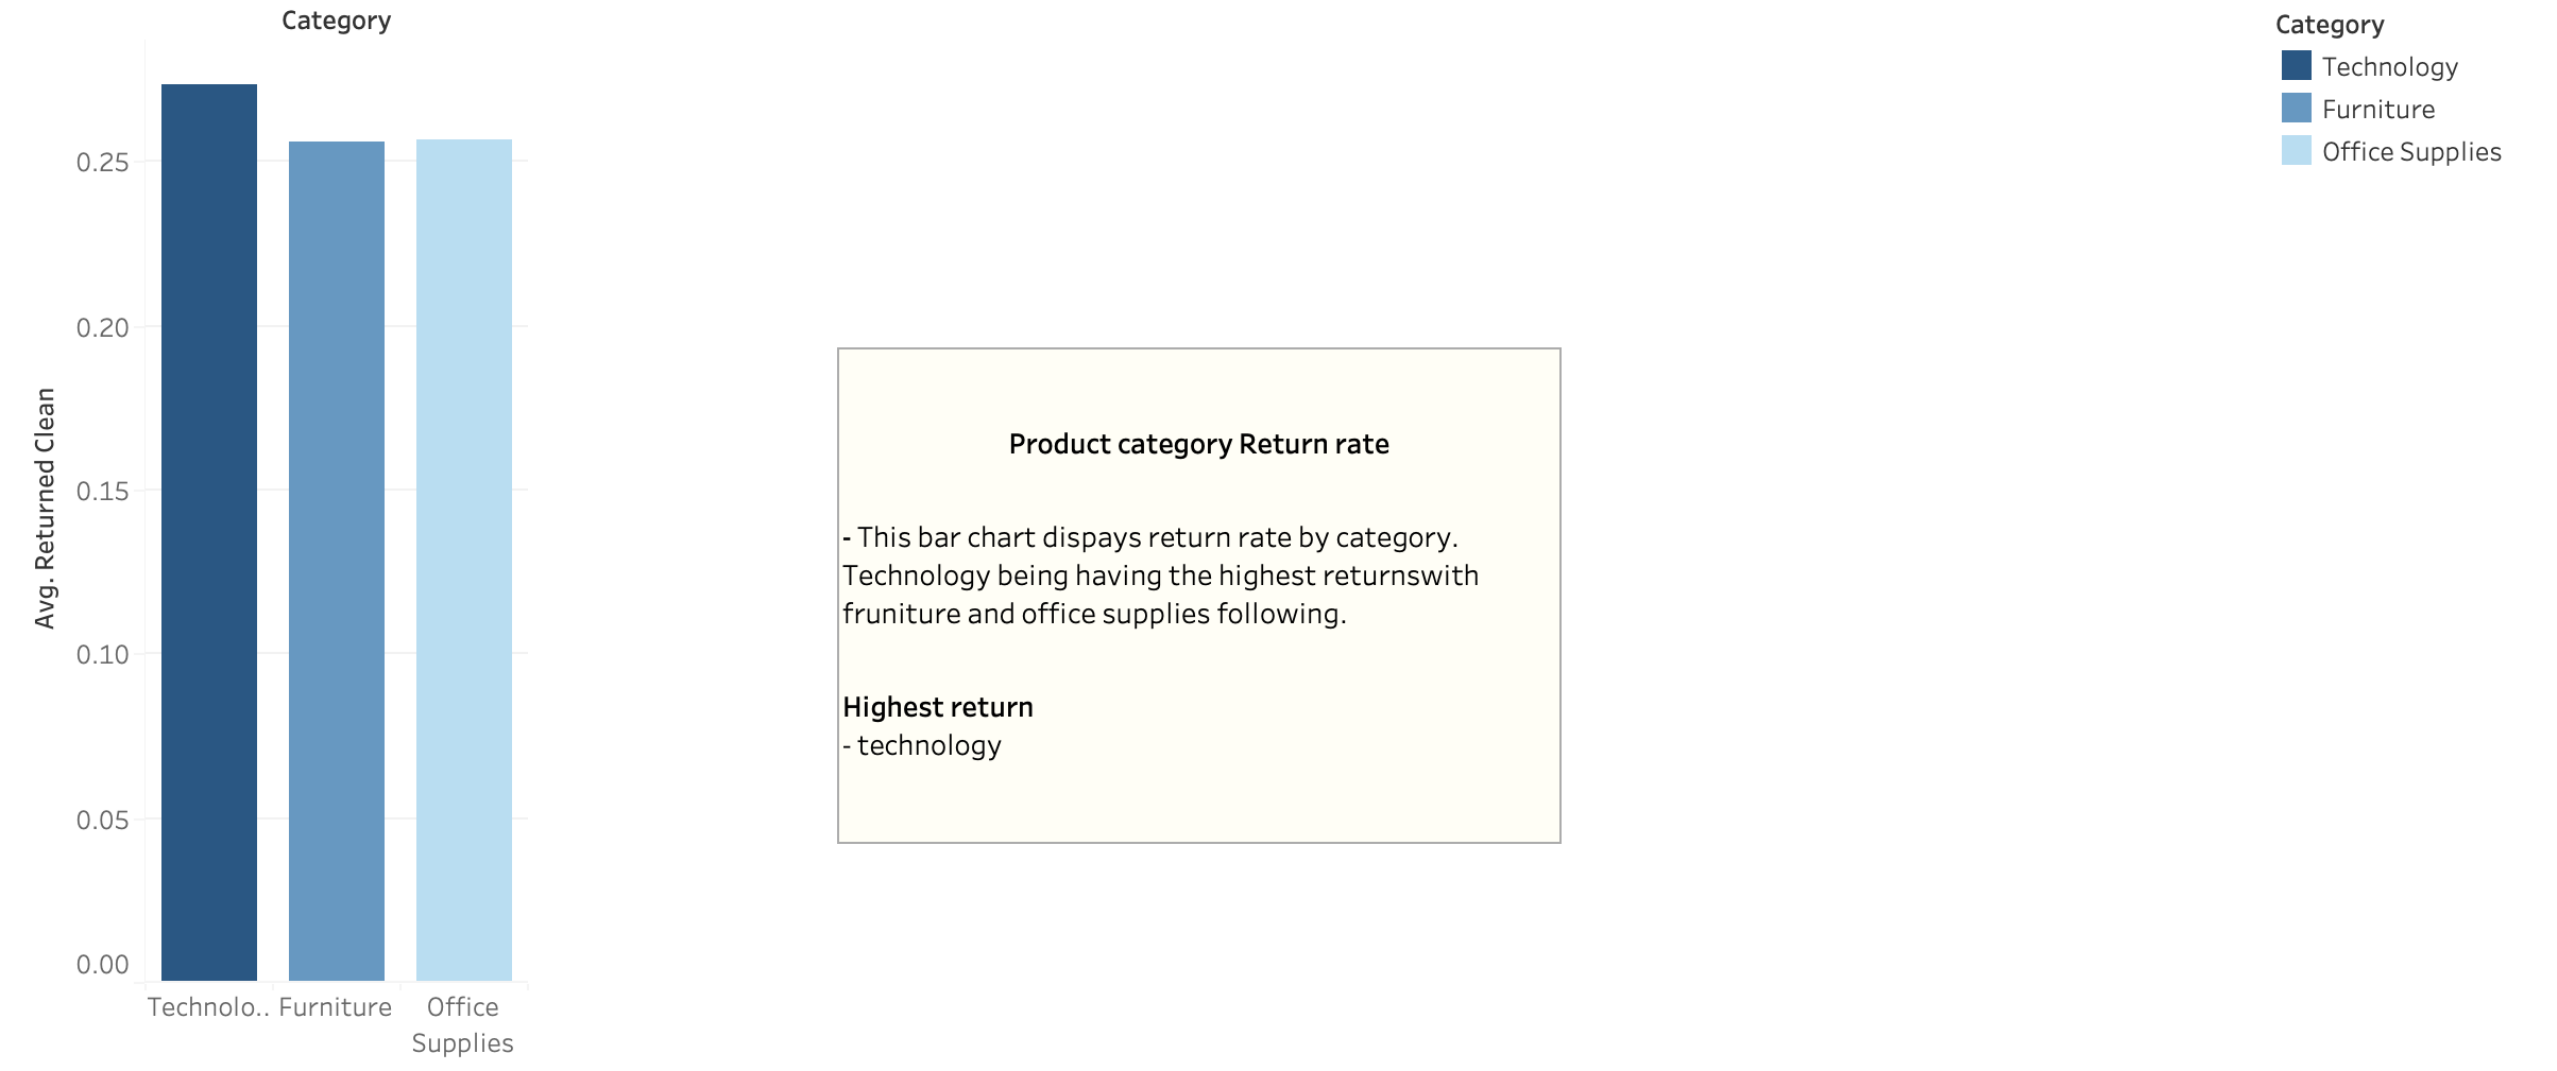 Category
0.25
0.20
0.15
0.10
0.05
0.00
Avg. Returned Clean
Technolo.. Furniture Office
Supplies
Product category Return rate
- This bar chart dispays return rate by category.
Technology being having the highest returnswith
fruniture and office supplies following.
Highest return
- technology
Category
Technology
Furniture
Office Supplies